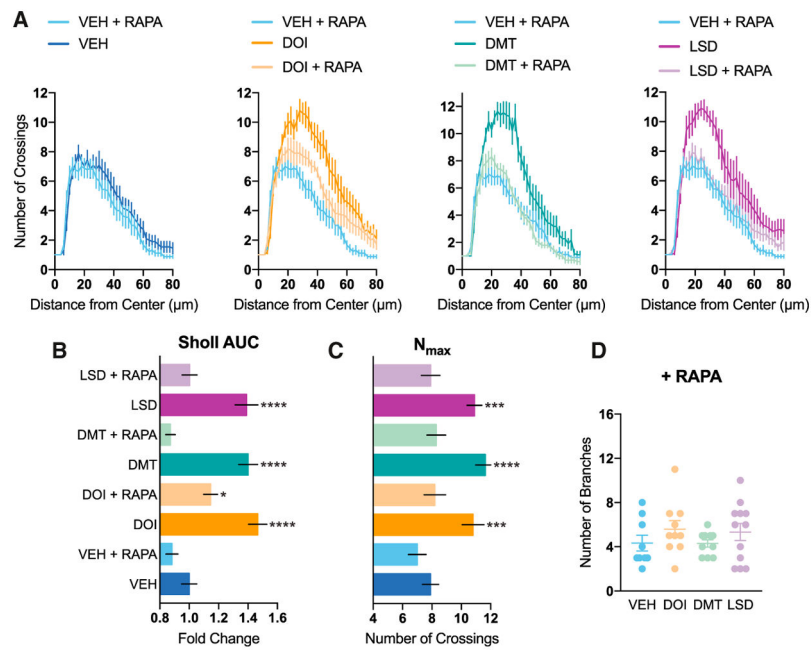 A
VEH + RAPA
VEH
VEH + RAPA
DOI
DOI + RAPA
VEH + RAPA
DMT
DMT + RAPA
VEH + RAPA
LSD
LSD + RAPA
Number of Crossings
12
10
8
6
4
2
0
0 20 40 60 80
Distance from Center (μm)
12
10
8
6
4
2
0
0 20 40 60 80
Distance from Center (μm)
12
10
8
6
4
2
0
0 20 40 60 80
Distance from Center (μm)
12
10
8
6
4
2
0
0 20 40 60 80
Distance from Center (μm)
B
Sholl AUC
LSD + RAPA
LSD
****
DMT + RAPA
DMT
****
DOI + RAPA
*
DOI
****
VEH + RAPA
VEH
0.8 1.0 1.2 1.4 1.6
Fold Change
C
Nmax
***
****
***
4 6 8 10 12
Number of Crossings
D
+ RAPA
Number of Branches
16
12
8
4
0
VEH DOI DMT LSD